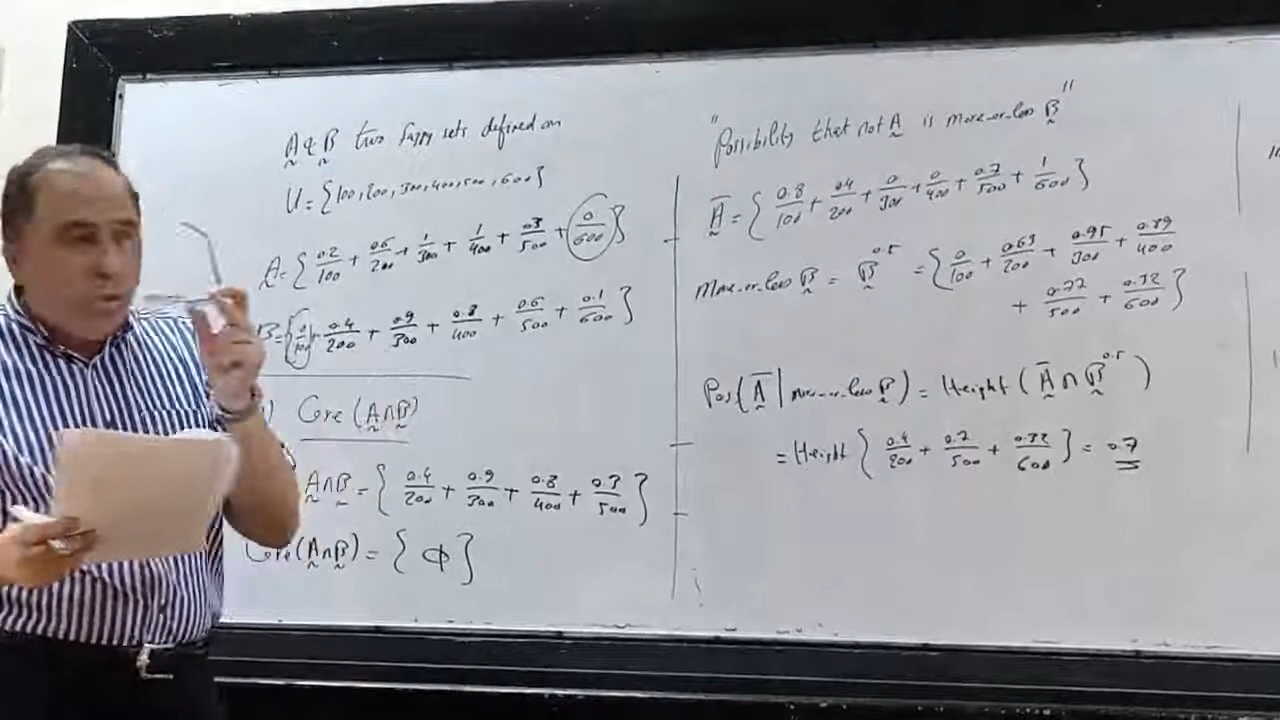 A & B two fuzzy sets defined on
U = {100, 200, 300, 400, 500, 600}
A = { 0.2/100 + 0.6/200 + 1/300 + 1/400 + 0.3/500 + 0/600 }
B = { 0/100 + 0.4/200 + 0.9/300 + 0.8/400 + 0.6/500 + 0.1/600 }
Core (A∩B)
A∩B = { 0.4/200 + 0.9/300 + 0.8/400 + 0.3/500 }
Core(A∩B) = { Φ }
"Possibility that not A is more-or-less B"
A̅ = { 0.8/100 + 0.4/200 + 0/300 + 0/400 + 0.7/500 + 1/600 }
More-or-less B = B^0.5 = { 0/100 + 0.63/200 + 0.95/300 + 0.89/400
+ 0.77/500 + 0.32/600 }
Pos(A̅ | more-or-less B) = Height (A̅ ∩ B^0.5)
= Height { 0.4/200 + 0.7/500 + 0.32/600 } = 0.7